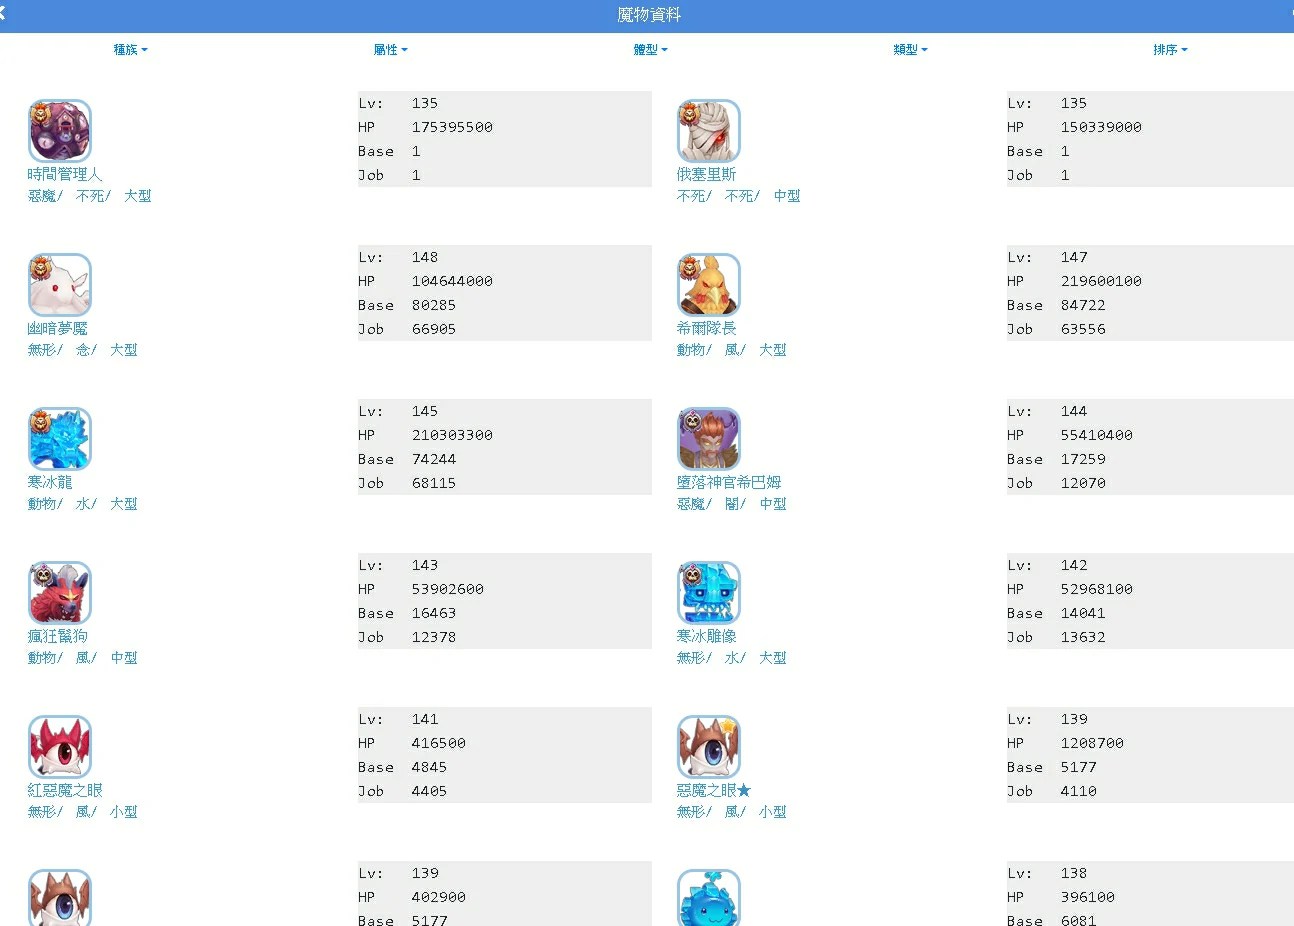 魔物資料
種族 屬性 體型 類型 排序
時間管理人
惡魔/ 不死/ 大型
Lv: 135
HP 175395500
Base 1
Job 1
俄塞里斯
不死/ 不死/ 中型
Lv: 135
HP 150339000
Base 1
Job 1
幽暗夢魘
無形/ 念/ 大型
Lv: 148
HP 104644000
Base 80285
Job 66905
希爾隊長
動物/ 風/ 大型
Lv: 147
HP 219600100
Base 84722
Job 63556
寒冰龍
動物/ 水/ 大型
Lv: 145
HP 210303300
Base 74244
Job 68115
墮落神官希巴姆
惡魔/ 闇/ 中型
Lv: 144
HP 55410400
Base 17259
Job 12070
瘋狂鬣狗
動物/ 風/ 中型
Lv: 143
HP 53902600
Base 16463
Job 12378
寒冰雕像
無形/ 水/ 大型
Lv: 142
HP 52968100
Base 14041
Job 13632
紅惡魔之眼
無形/ 風/ 小型
Lv: 141
HP 416500
Base 4845
Job 4405
惡魔之眼★
無形/ 風/ 小型
Lv: 139
HP 1208700
Base 5177
Job 4110
Lv: 139
HP 402900
Base 5177
Lv: 138
HP 396100
Base 6081